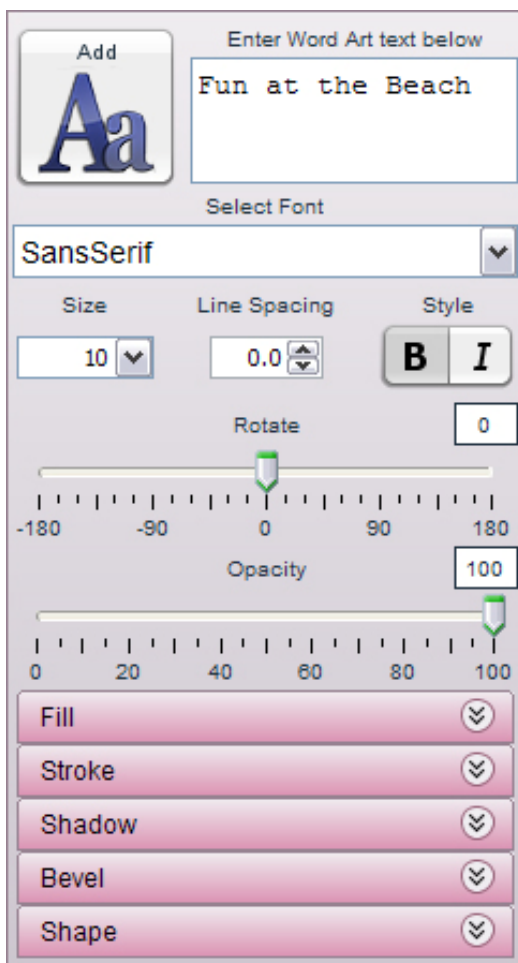 Add
Aa
Enter Word Art text below
Fun at the Beach
Select Font
SansSerif
Size Line Spacing Style
10 0.0 B I
Rotate 0
-180 -90 0 90 180
Opacity 100
0 20 40 60 80 100
Fill
Stroke
Shadow
Bevel
Shape